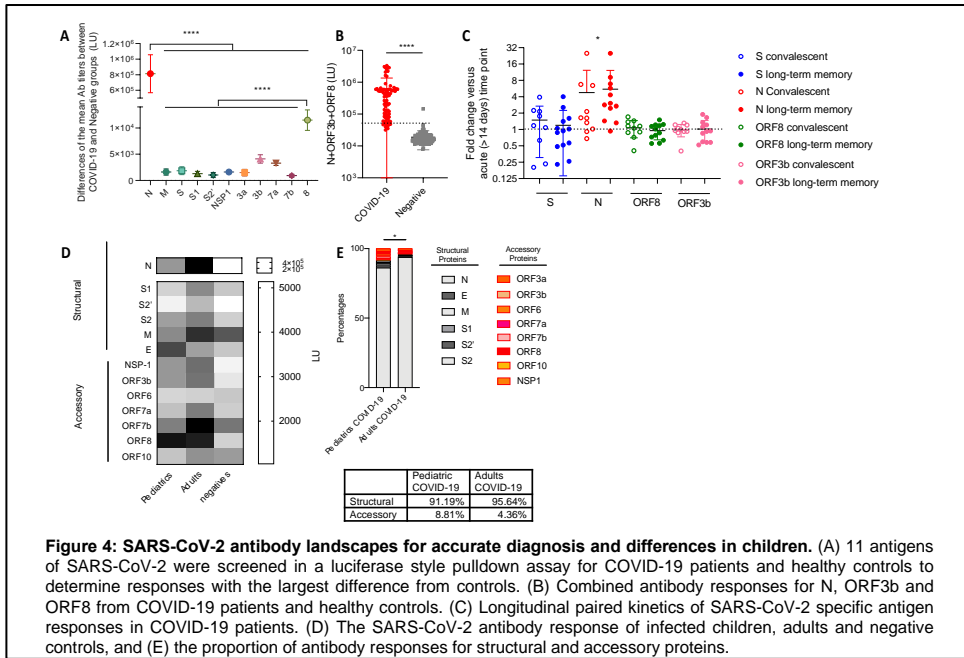 A
Differences of the mean Ab titers between
COVID-19 and Negative groups (LU)
1.2×10⁶
1.0×10⁶
8×10⁵
6×10⁵
1×10⁴
5×10³
0
****
****
N
M
S
S1
S2'
NSP1
3a
3b
7a
7b
8
B
N+ORF3b+ORF8 (LU)
10⁷
10⁶
10⁵
10⁴
10³
****
COVID-19
Negative
C
Fold change versus
acute (>14 days) time point
32
25
16
8
4
2
1
0.5
0.25
0.125
*
S
N
ORF8
ORF3b
S convalescent
S long-term memory
N Convalescent
N long-term memory
ORF8 convalescent
ORF8 long-term memory
ORF3b convalescent
ORF3b long-term memory
D
Structural
Accessory
N
S1
S2'
S2
M
E
NSP-1
ORF3b
ORF6
ORF7a
ORF7b
ORF8
ORF10
Pediatrics
Adults
negatives
4×10⁵
2×10⁵
5000
4000
3000
2000
LU
E
*
Percentages
100
50
0
Pediatrics COVID-19
Adults COVID-19
Structural
Proteins
N
E
M
S1
S2'
S2
Accessory
Proteins
ORF3a
ORF3b
ORF6
ORF7a
ORF7b
ORF8
ORF10
NSP1
Pediatric COVID-19 Adults COVID-19
Structural 91.19% 95.64%
Accessory 8.81% 4.36%
Figure 4: SARS-CoV-2 antibody landscapes for accurate diagnosis and differences in children. (A) 11 antigens
of SARS-CoV-2 were screened in a luciferase style pulldown assay for COVID-19 patients and healthy controls to
determine responses with the largest difference from controls. (B) Combined antibody responses for N, ORF3b and
ORF8 from COVID-19 patients and healthy controls. (C) Longitudinal paired kinetics of SARS-CoV-2 specific antigen
responses in COVID-19 patients. (D) The SARS-CoV-2 antibody response of infected children, adults and negative
controls, and (E) the proportion of antibody responses for structural and accessory proteins.